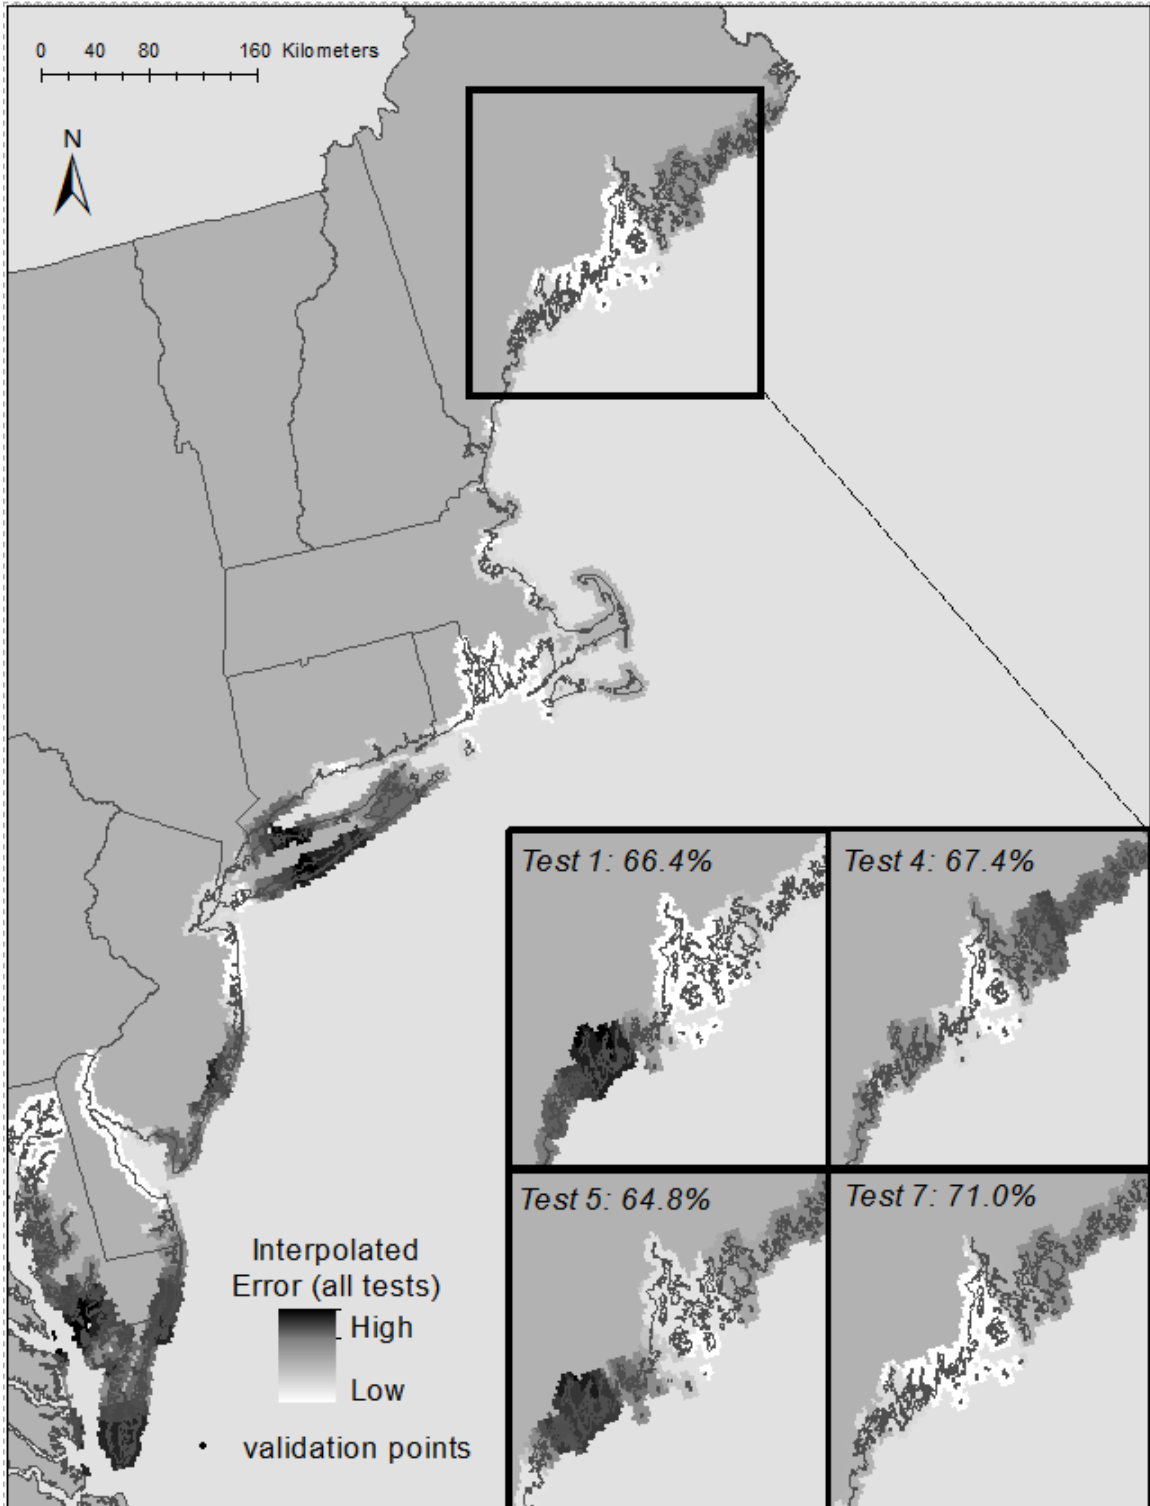 0 40 80 160 Kilometers
N
Test 1: 66.4%
Test 4: 67.4%
Test 5: 64.8%
Test 7: 71.0%
Interpolated
Error (all tests)
High
Low
validation points